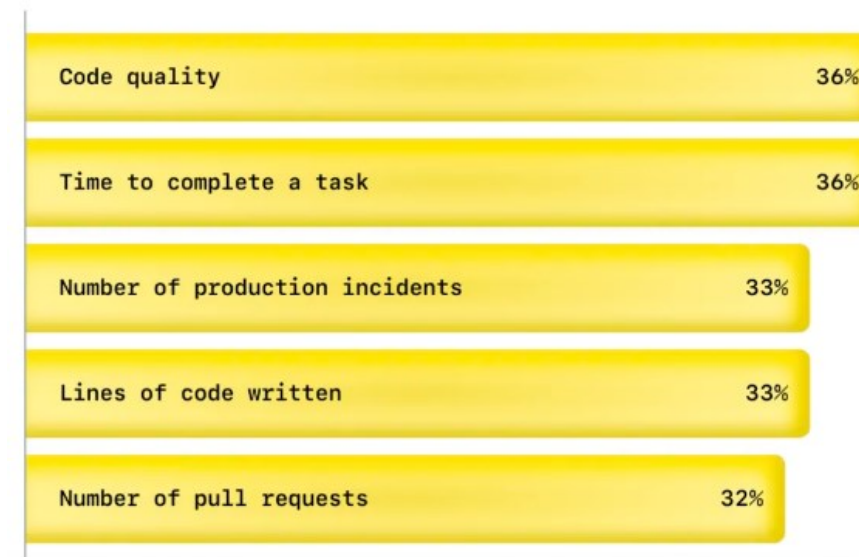 Code quality 36%
Time to complete a task 36%
Number of production incidents 33%
Lines of code written 33%
Number of pull requests 32%